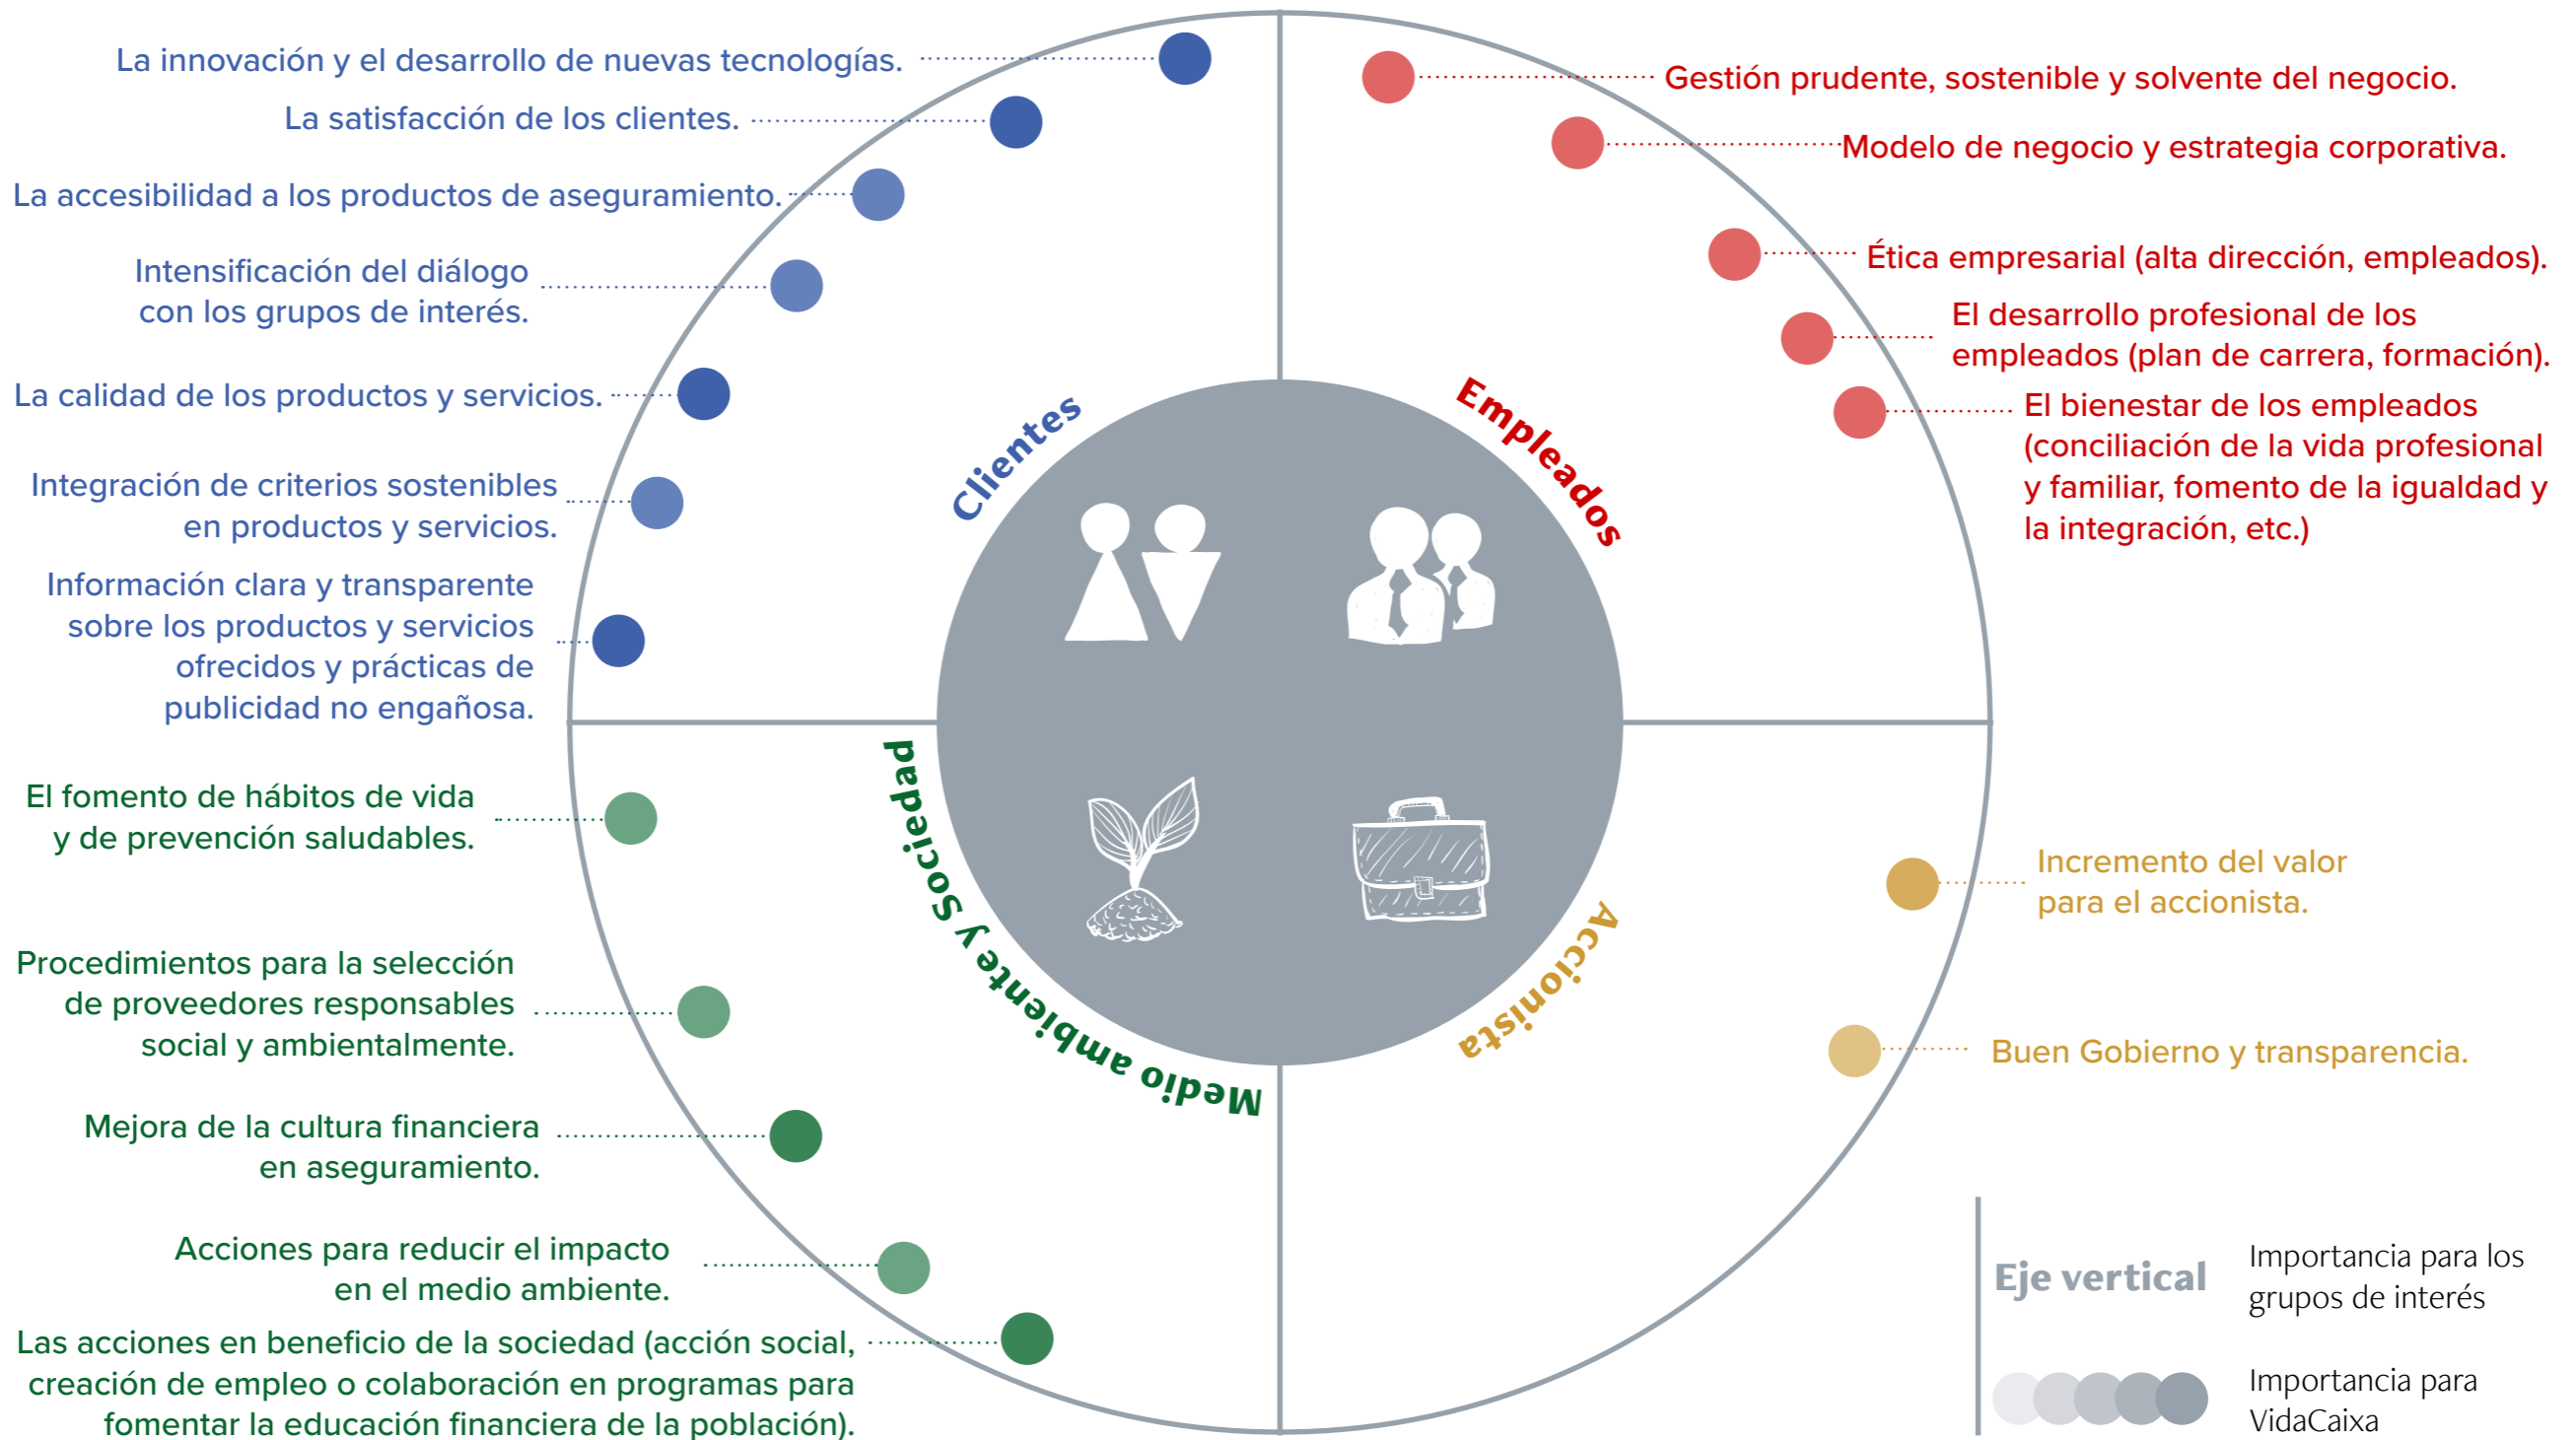 La innovación y el desarrollo de nuevas tecnologías.
La satisfacción de los clientes.
La accesibilidad a los productos de aseguramiento.
Intensificación del diálogo
con los grupos de interés.
La calidad de los productos y servicios.
Integración de criterios sostenibles
en productos y servicios.
Información clara y transparente
sobre los productos y servicios
ofrecidos y prácticas de
publicidad no engañosa.
Clientes
Gestión prudente, sostenible y solvente del negocio.
Modelo de negocio y estrategia corporativa.
Ética empresarial (alta dirección, empleados).
El desarrollo profesional de los
empleados (plan de carrera, formación).
El bienestar de los empleados
(conciliación de la vida profesional
y familiar, fomento de la igualdad y
la integración, etc.)
Empleados
El fomento de hábitos de vida
y de prevención saludables.
Procedimientos para la selección
de proveedores responsables
social y ambientalmente.
Mejora de la cultura financiera
en aseguramiento.
Acciones para reducir el impacto
en el medio ambiente.
Las acciones en beneficio de la sociedad (acción social,
creación de empleo o colaboración en programas para
fomentar la educación financiera de la población).
Medio ambiente y Sociedad
Incremento del valor
para el accionista.
Buen Gobierno y transparencia.
Accionista
Eje vertical
Importancia para los
grupos de interés
Importancia para
VidaCaixa